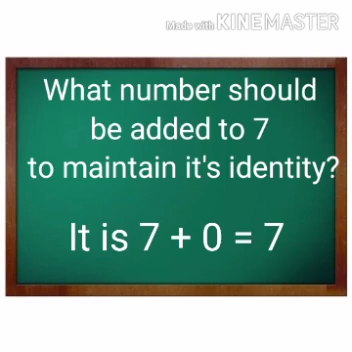 Made with KINEMASTER
What number should
be added to 7
to maintain it's identity?
It is 7 + 0 = 7